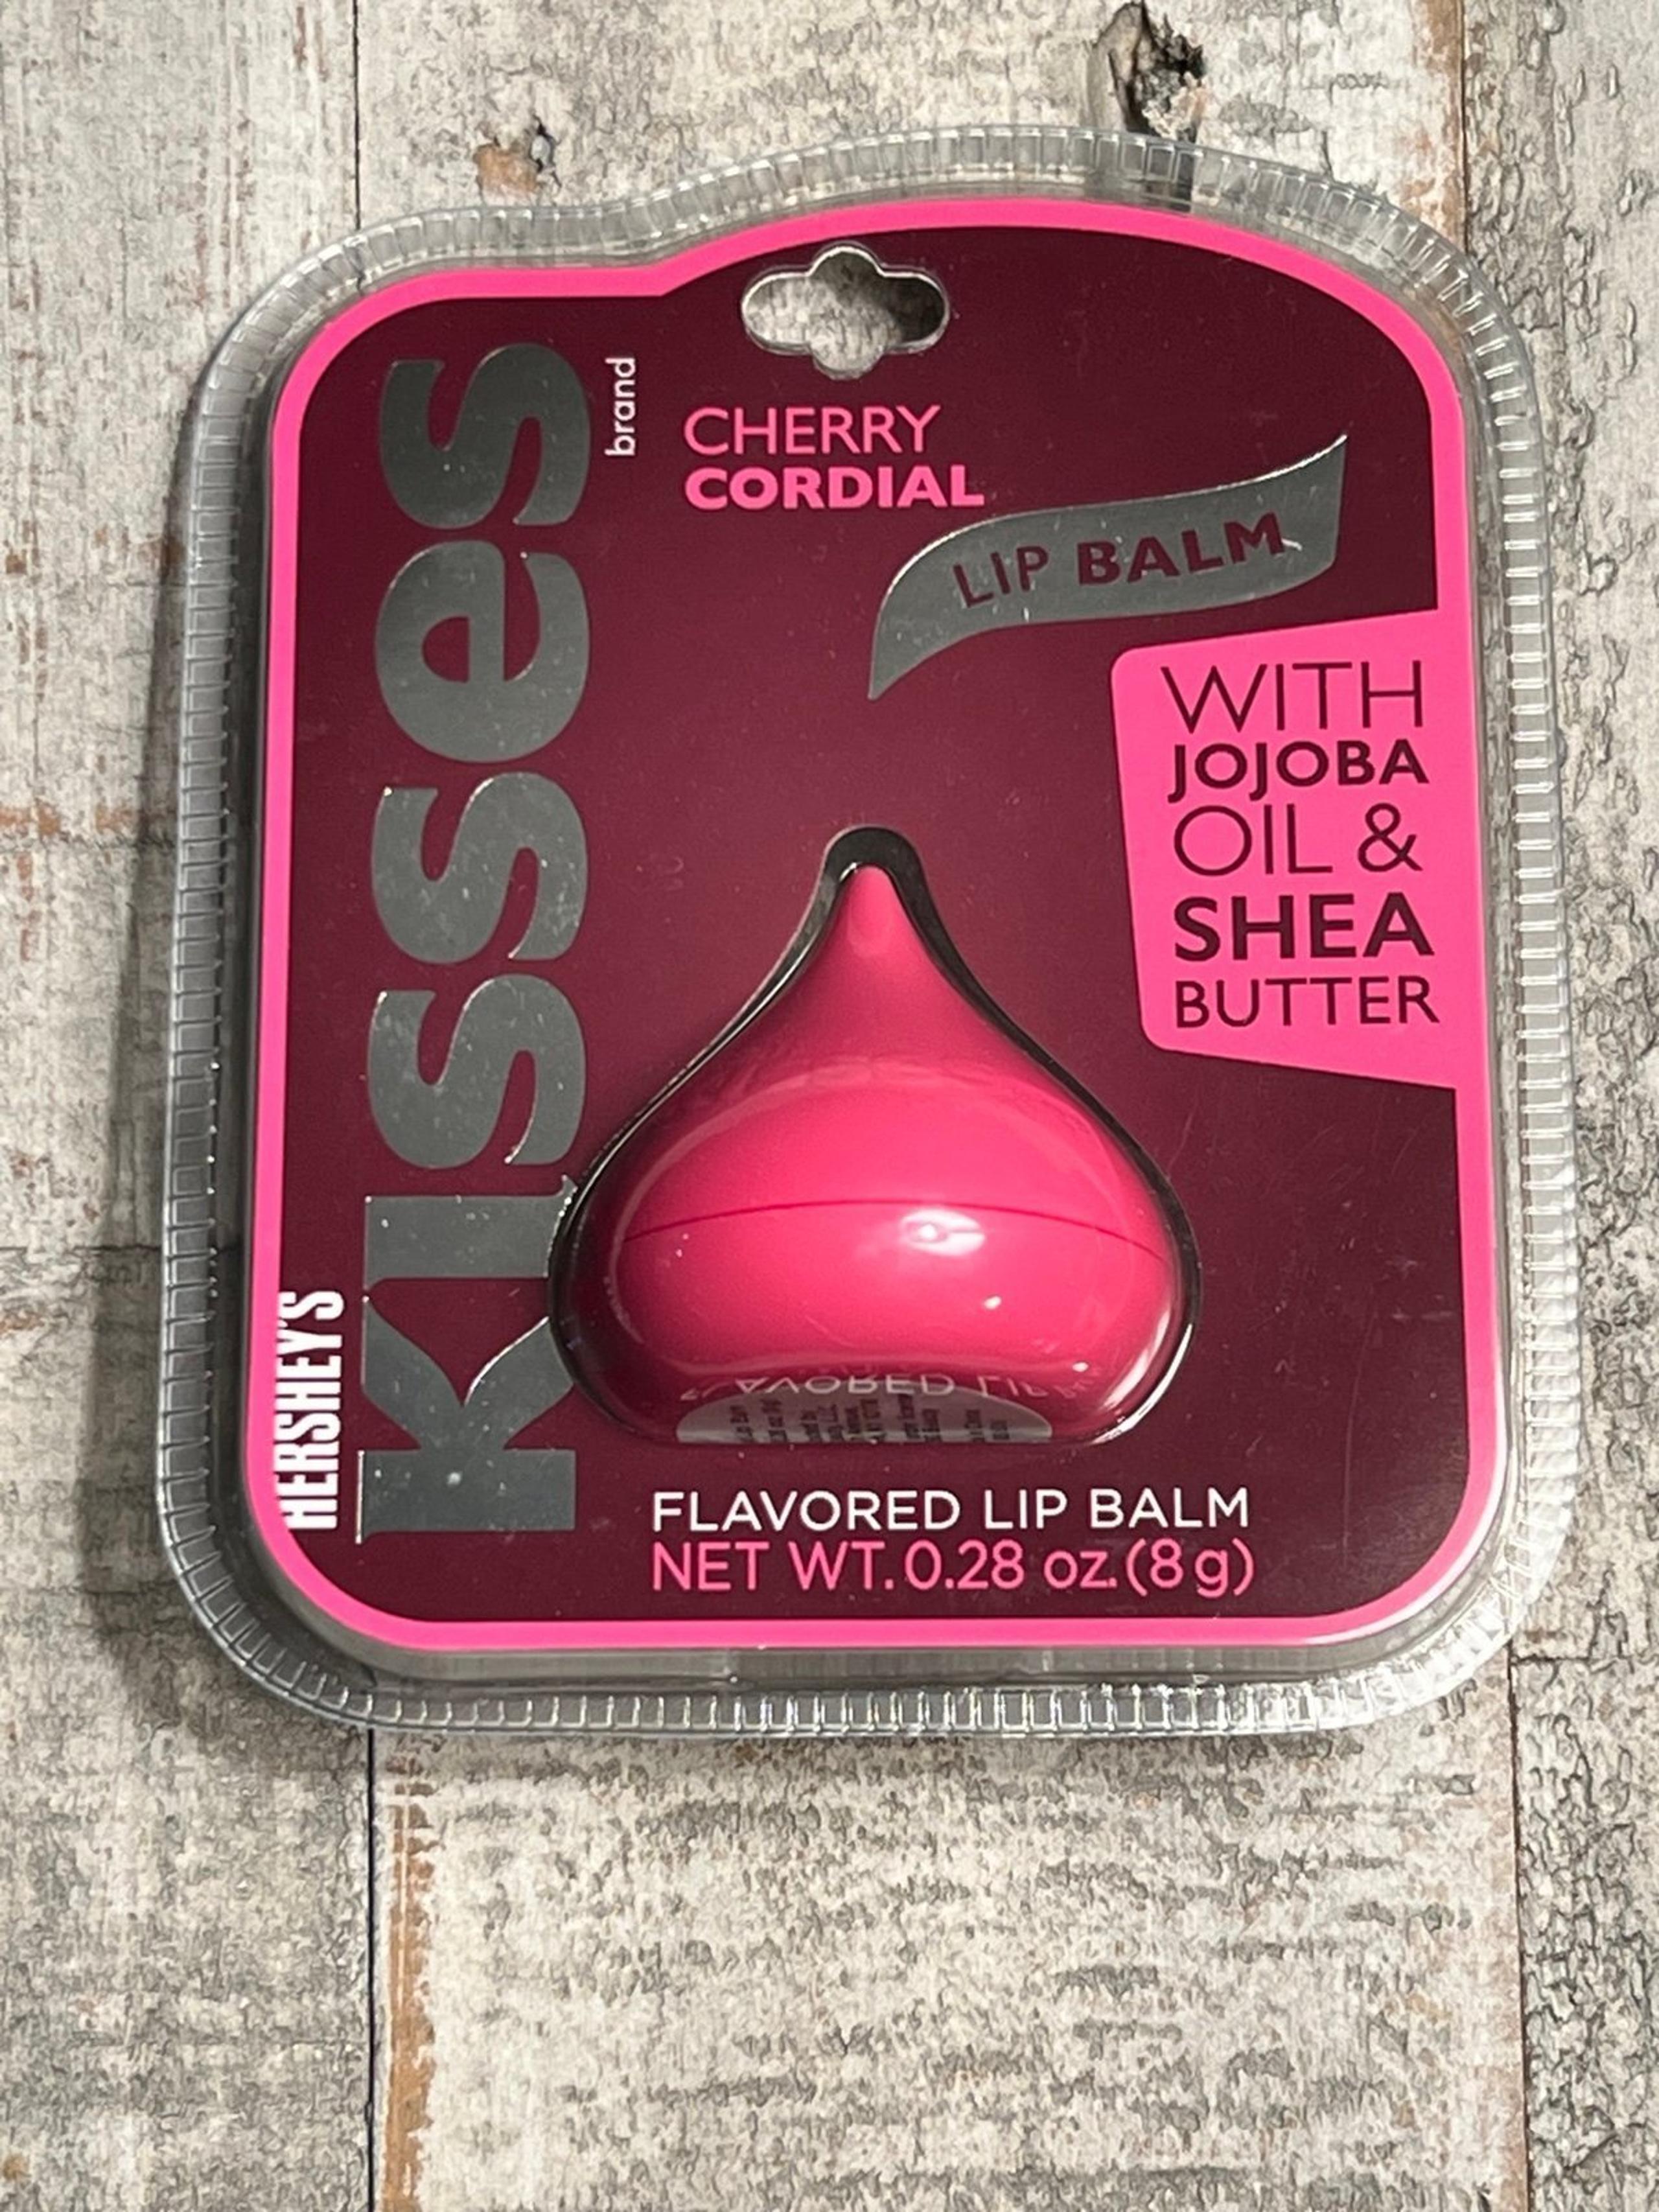 HERSHEY'S
Kisses
brand
CHERRY
CORDIAL
LIP BALM
WITH
JOJOBA
OIL &
SHEA
BUTTER
FLAVORED LIP BALM
NET WT. 0.28 oz. (8 g)